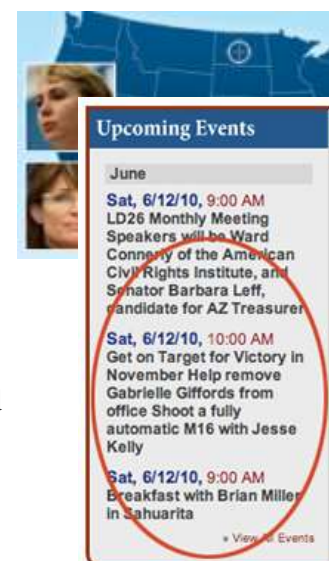 Upcoming Events
June
Sat, 6/12/10, 9:00 AM
LD26 Monthly Meeting
Speakers will be Ward
Connerly of the American
Civil Rights Institute, and
Senator Barbara Leff,
candidate for AZ Treasurer
Sat, 6/12/10, 10:00 AM
Get on Target for Victory in
November Help remove
Gabrielle Giffords from
office Shoot a fully
automatic M16 with Jesse
Kelly
Sat, 6/12/10, 9:00 AM
Breakfast with Brian Miller
in Sahuarita
» View All Events